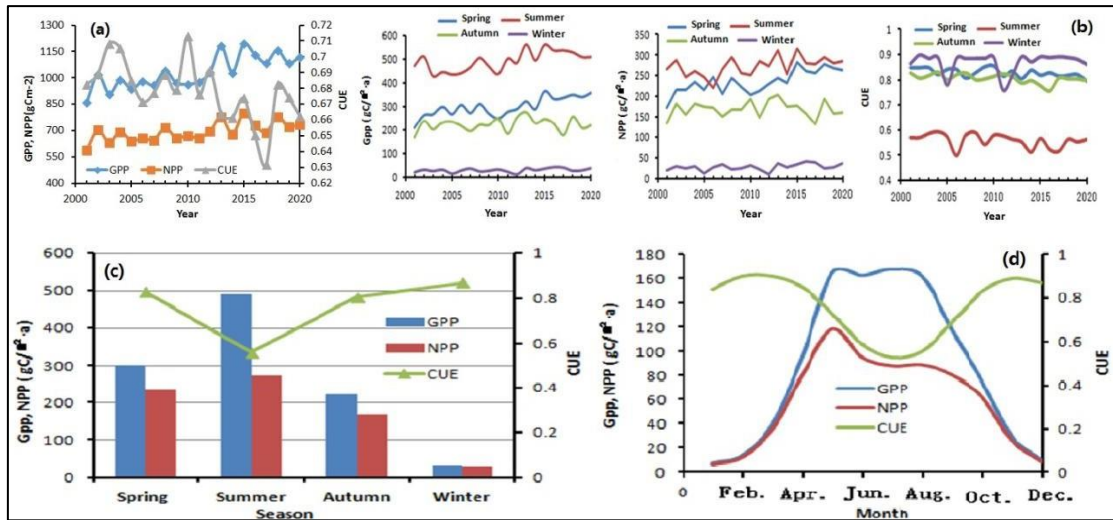 (a)
GPP, NPP(gCm-2)
1300
1150
1000
850
700
550
400
0.72
0.71
0.70
0.69
0.68
0.67
0.66
0.65
0.64
0.63
0.62
CUE
GPP NPP CUE
2000 2005 2010 2015 2020
Year
Spring Summer
Autumn Winter
Gpp (gC/m²·a)
600
500
400
300
200
100
0
2000 2005 2010 2015 2020
Year
Spring Summer
Autumn Winter
NPP (gC/m²·a)
350
300
250
200
150
100
50
0
2000 2005 2010 2015 2020
Year
(b)
Spring Summer
Autumn Winter
CUE
1
0.9
0.8
0.7
0.6
0.5
0.4
2000 2005 2010 2015 2020
Year
(c)
Gpp, NPP (gC/m²·a)
600
500
400
300
200
100
0
1
0.8
0.6
0.4
0.2
0
CUE
GPP
NPP
CUE
Spring Summer Autumn Winter
Season
(d)
Gpp, NPP (gC/m²·a)
180
160
140
120
100
80
60
40
20
0
1
0.8
0.6
0.4
0.2
0
CUE
GPP
NPP
CUE
0 Feb. Apr. Jun. Aug. Oct. Dec.
Month